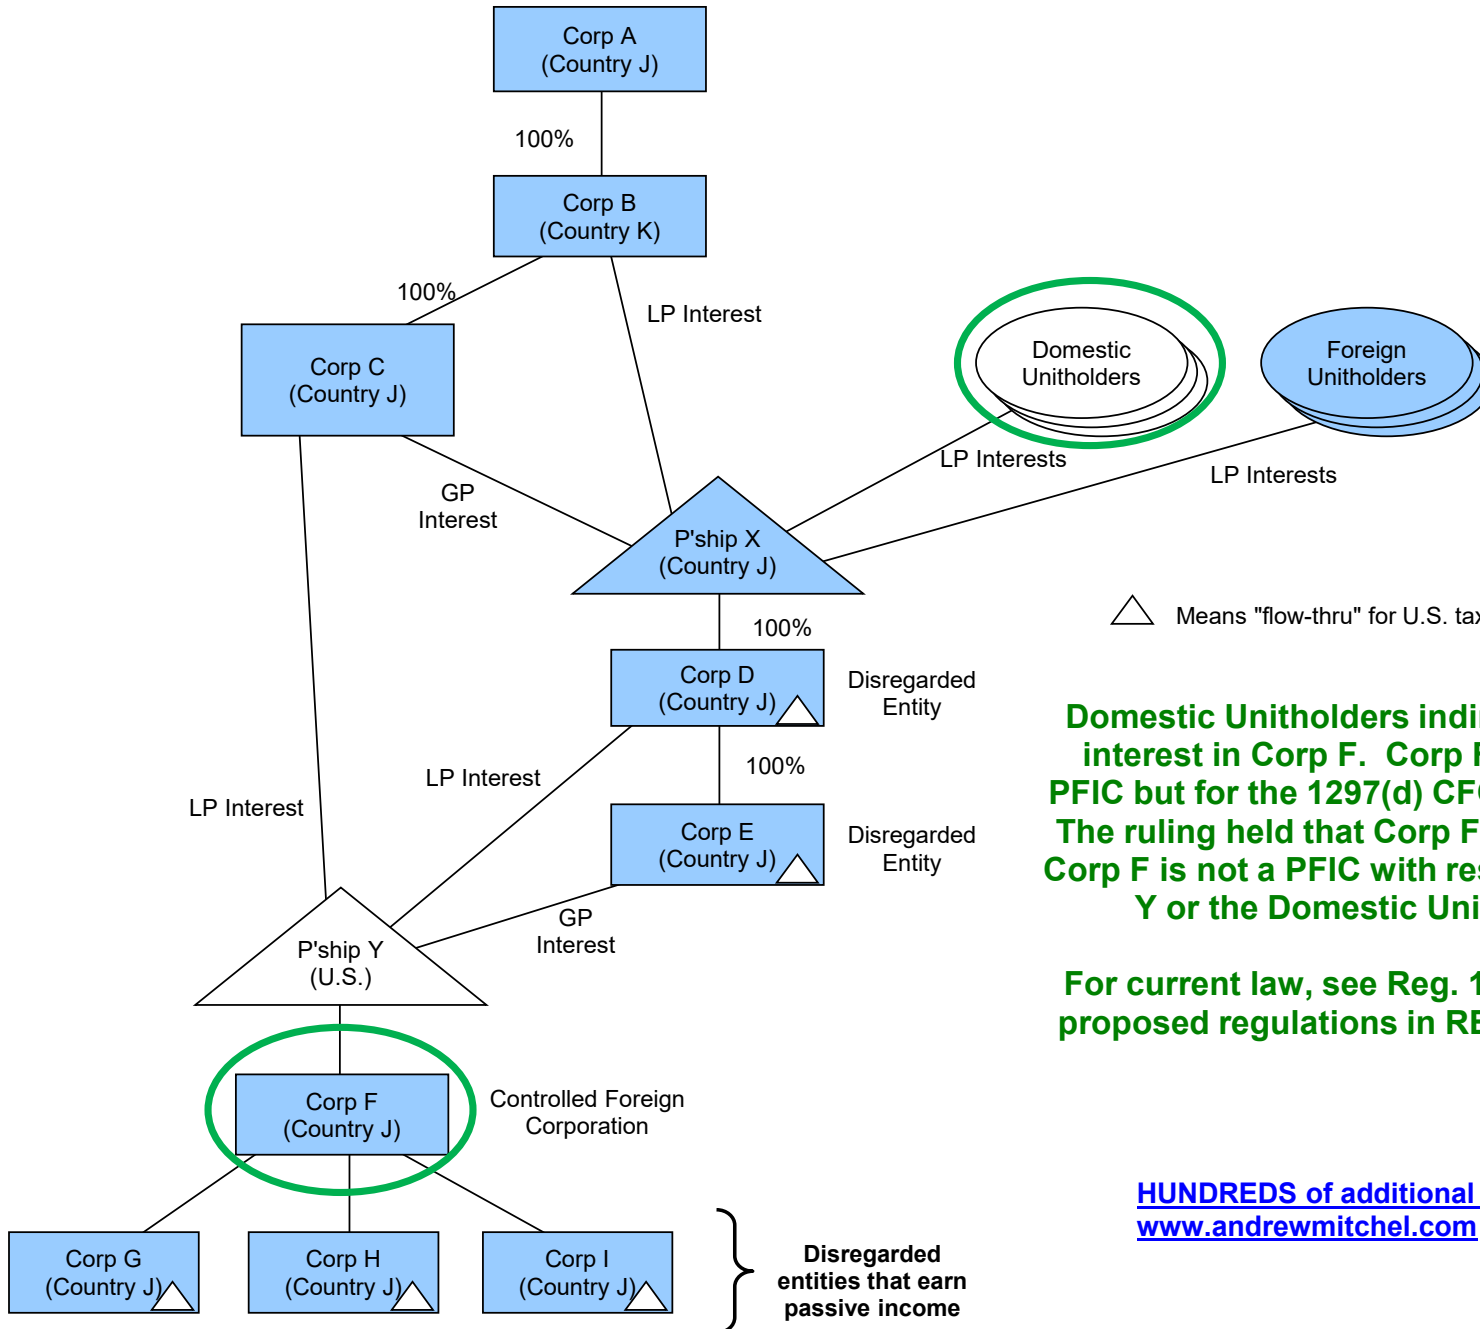 Corp A
(Country J)
100%
Corp B
(Country K)
100%
LP Interest
Corp C
(Country J)
Domestic
Unitholders
Foreign
Unitholders
LP Interests
LP Interests
GP
Interest
P'ship X
(Country J)
Means "flow-thru" for U.S.
100%
Corp D
(Country J)
Disregarded
Entity
Domestic Unitholders
interest in Corp F. Corp
LP Interest
100%
PFIC but for the 1297(d)
LP Interest
Corp E
(Country J)
Disregarded
Entity
The ruling held that Corp F
Corp F is not a PFIC with
Y or the Domestic
GP
Interest
P'ship Y
(U.S.)
For current law, see Reg.
proposed regulations in
Corp F
(Country J)
Controlled Foreign
Corporation
HUNDREDS of additional
www.andrewmitchel.com
Corp G
(Country J)
Corp H
(Country J)
Corp I
(Country J)
Disregarded
entities that earn
passive income